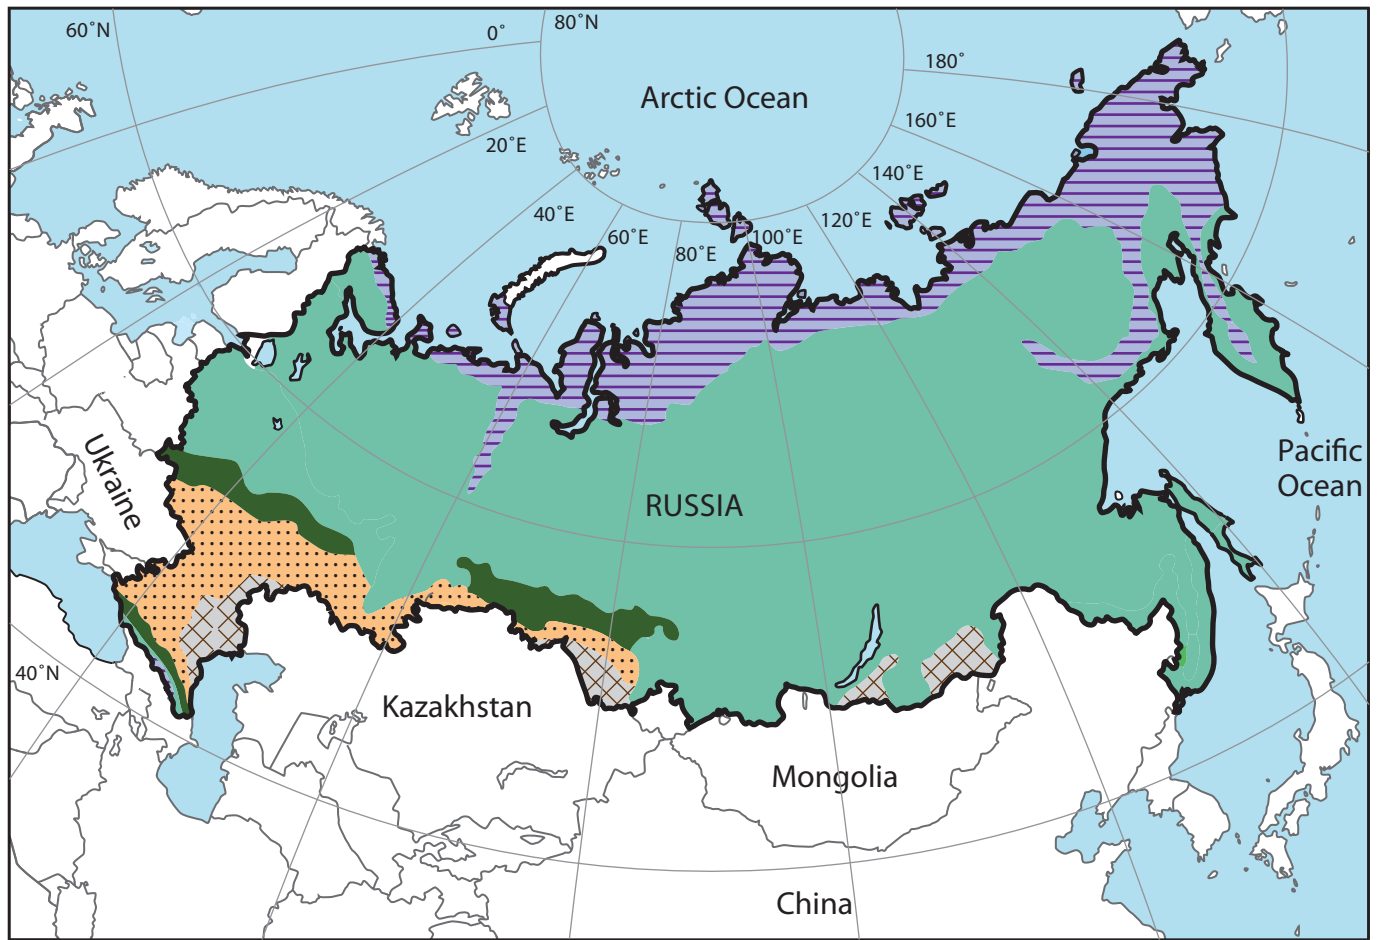 60˚N
0˚
80˚N
180˚
Arctic Ocean
160˚E
20˚E
140˚E
40˚E
120˚E
60˚E
100˚E
80˚E
Ukraine
Pacific
Ocean
RUSSIA
40˚N
Kazakhstan
Mongolia
China